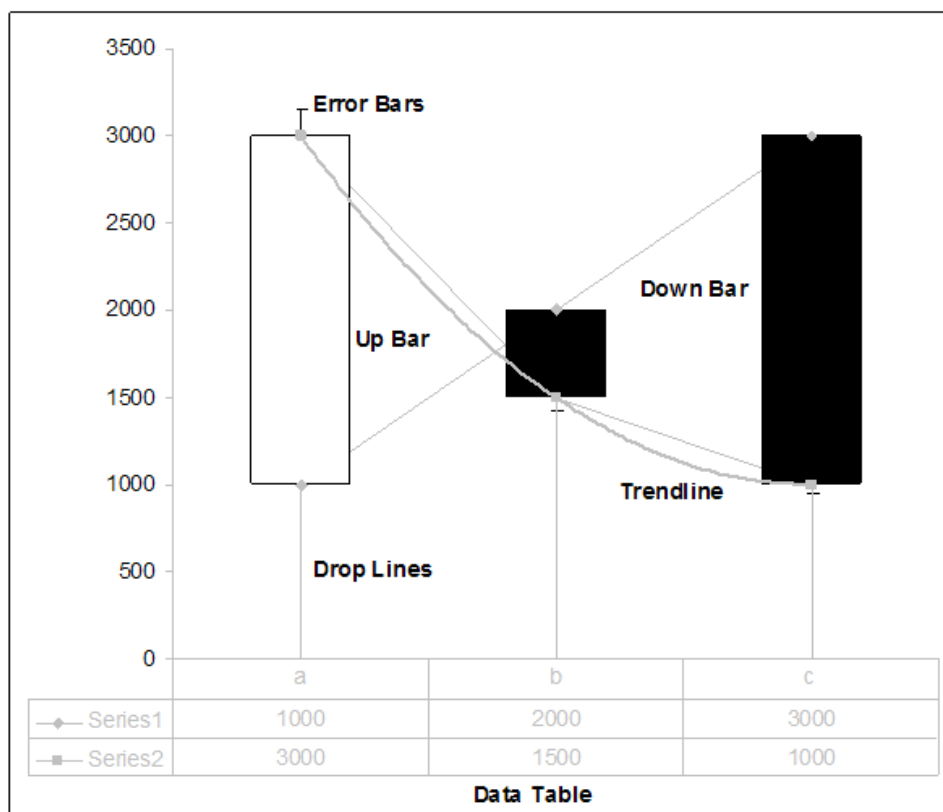 3500
Error Bars
3000
2500
Down Bar
2000
Up Bar
1500
1000
Trendline
Drop Lines
500
0
a b c
Series1 1000 2000 3000
Series2 3000 1500 1000
Data Table